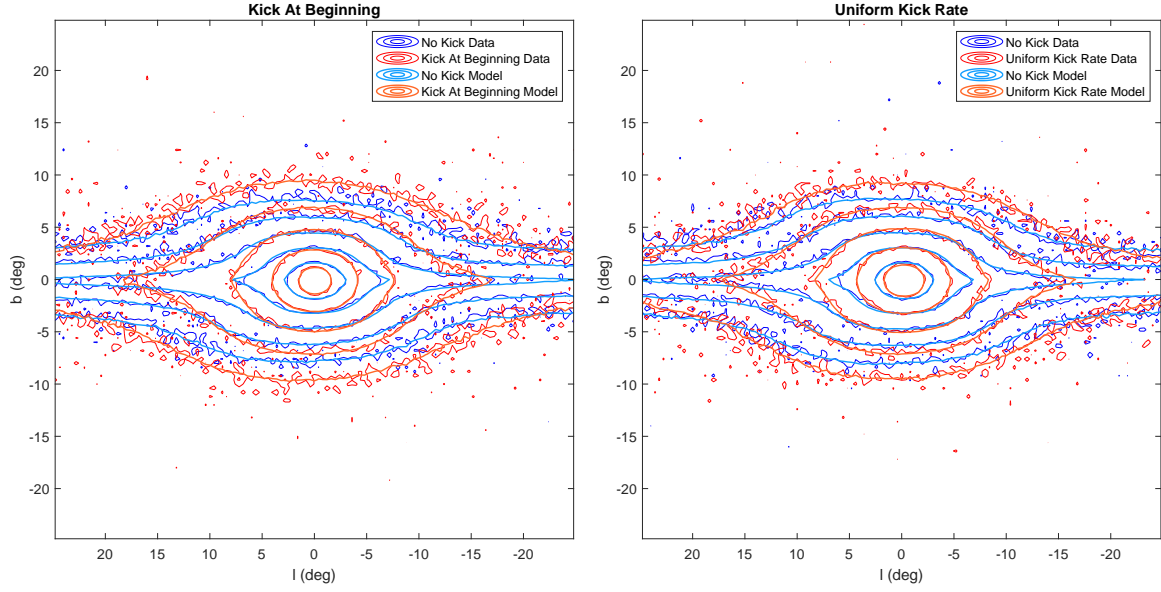 Kick At Beginning
No Kick Data
Kick At Beginning Data
No Kick Model
Kick At Beginning Model
20
15
10
5
0
-5
-10
-15
-20
b (deg)
20 15 10 5 0 -5 -10 -15 -20
l (deg)
Uniform Kick Rate
No Kick Data
Uniform Kick Rate Data
No Kick Model
Uniform Kick Rate Model
20
15
10
5
0
-5
-10
-15
-20
b (deg)
20 15 10 5 0 -5 -10 -15 -20
l (deg)